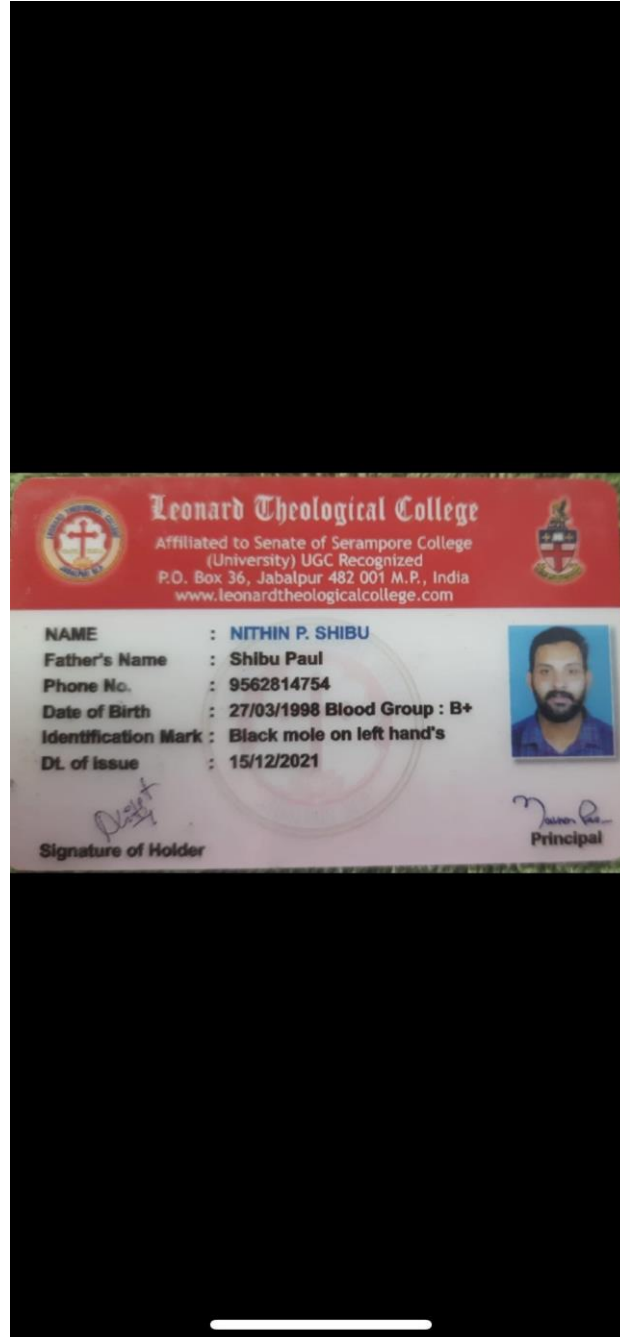 Leonard Theological College
Affiliated to Senate of Serampore College
(University) UGC Recognized
P.O. Box 36, Jabalpur 482 001 M.P., India
www.leonardtheologicalcollege.com
NAME : NITHIN P. SHIBU
Father's Name : Shibu Paul
Phone No. : 9562814754
Date of Birth : 27/03/1998 Blood Group : B+
Identification Mark : Black mole on left hand's
Dt. of issue : 15/12/2021
Signature of Holder
Principal